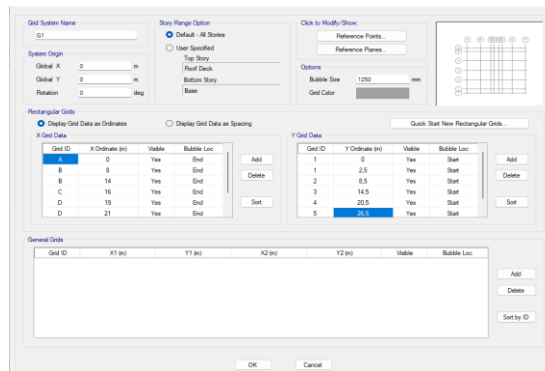 Grid System Name
G1
Story Range Option
Default - All Stories
User Specified
Top Story
Roof Deck
Bottom Story
Base
Click to Modify/Show:
Reference Points...
Reference Planes...
System Origin
Global X 0 m
Global Y 0 m
Rotation 0 deg
Options
Bubble Size 1250 mm
Grid Color
Rectangular Grids
Display Grid Data as Ordinates
Display Grid Data as Spacing
Quick Start New Rectangular Grids...
X Grid Data
Grid ID X Ordinate (m) Visible Bubble Loc
A 0 Yes End
B 8 Yes End
B 14 Yes End
C 16 Yes End
D 19 Yes End
D 21 Yes End
Add
Delete
Sort
Y Grid Data
Grid ID Y Ordinate (m) Visible Bubble Loc
1 0 Yes Start
1 2.5 Yes Start
2 8.5 Yes Start
3 14.5 Yes Start
4 20.5 Yes Start
5 26.5 Yes Start
Add
Delete
Sort
General Grids
Grid ID X1 (m) Y1 (m) X2 (m) Y2 (m) Visible Bubble Loc
Add
Delete
Sort by ID
OK Cancel